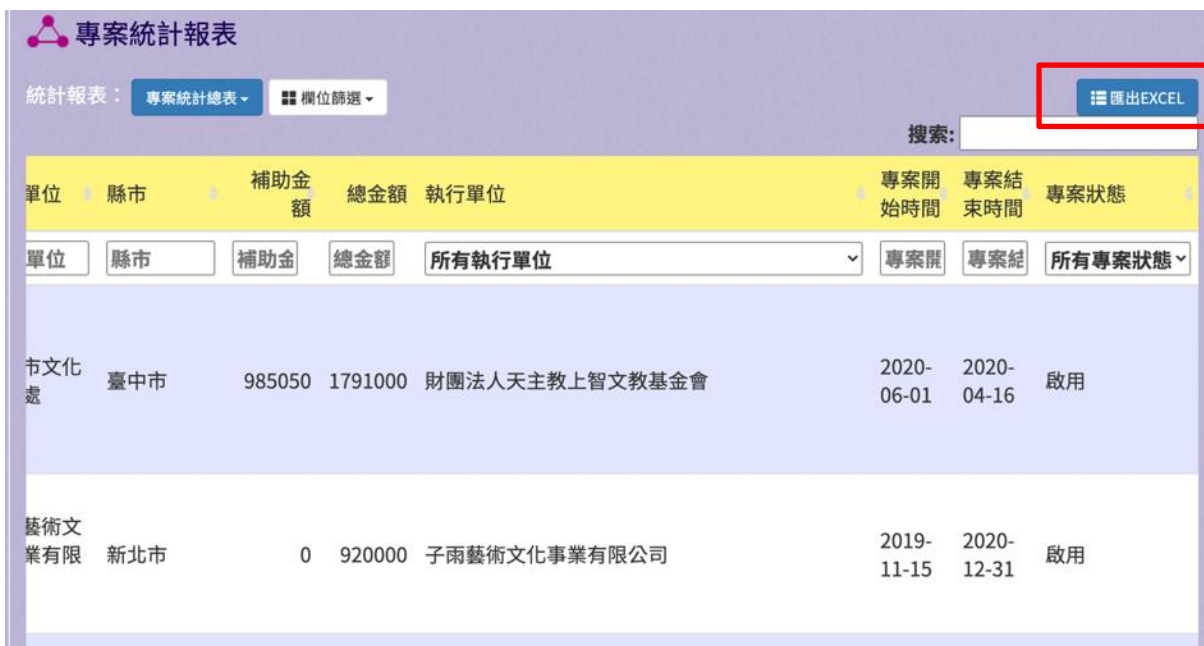 專案統計報表
統計報表： 專案統計總表 欄位篩選 匯出EXCEL
搜索:
單位 縣市 補助金額 總金額 執行單位 專案開始時間 專案結束時間 專案狀態
單位 縣市 補助金 總金額 所有執行單位 專案開 專案結 所有專案狀態
市文化處 臺中市 985050 1791000 財團法人天主教上智文教基金會 2020-06-01 2020-04-16 啟用
藝術文業有限 新北市 0 920000 子雨藝術文化事業有限公司 2019-11-15 2020-12-31 啟用